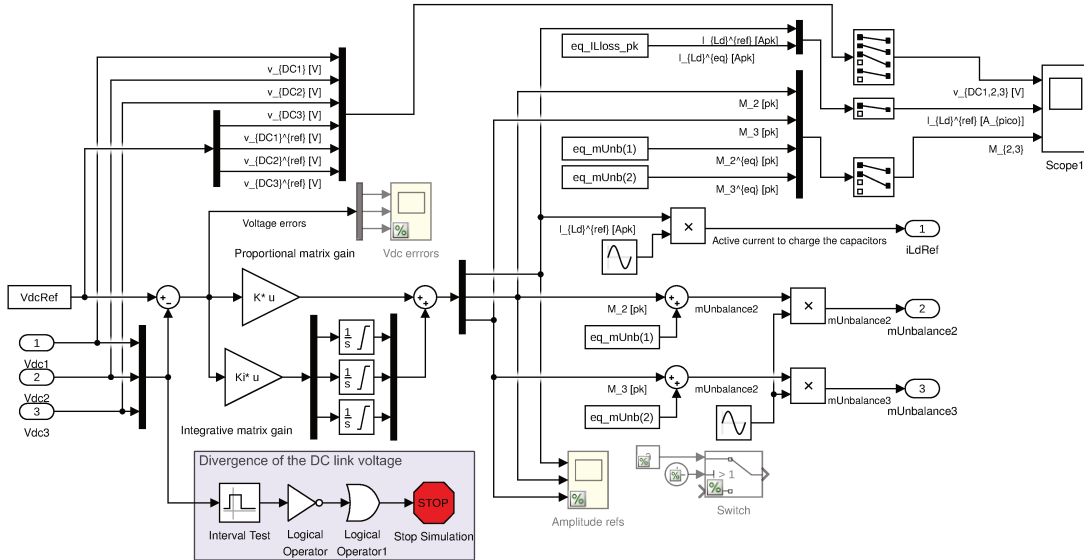 eq_ILloss_pk
I_{Ld}^{ref} [Apk]
I_{Ld}^{eq} [Apk]
v_{DC1} [V]
v_{DC2} [V]
v_{DC3} [V]
v_{DC1}^{ref} [V]
v_{DC2}^{ref} [V]
v_{DC3}^{ref} [V]
M_2 [pk]
M_3 [pk]
eq_mUnb(1)
M_2^{eq} [pk]
eq_mUnb(2)
M_3^{eq} [pk]
v_{DC1,2,3} [V]
I_{Ld}^{ref} [A_{pico}]
M_{2,3}
Scope1
Voltage errors
%
Vdc errrors
Proportional matrix gain
I_{Ld}^{ref} [Apk]
×
Active current to charge the capacitors
1
iLdRef
VdcRef
+
−
K* u
+
+
M_2 [pk]
+
+
mUnbalance2
eq_mUnb(1)
×
mUnbalance2
2
mUnbalance2
1
Vdc1
2
Vdc2
3
Vdc3
Ki* u
Integrative matrix gain
1
s
1
s
1
s
M_3 [pk]
+
+
mUnbalance2
eq_mUnb(2)
×
mUnbalance3
3
mUnbalance3
Divergence of the DC link voltage
Interval Test
Logical
Operator
Logical
Operator1
STOP
Stop Simulation
%
Amplitude refs
%
%
> 1
%
Switch